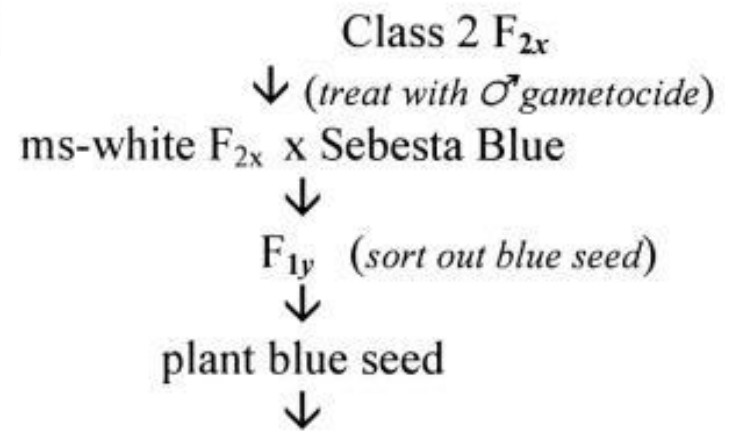 Class 2 F₂ₓ
↓ (treat with ♂gametocide)
ms-white F₂ₓ x Sebesta Blue
↓
F₁y (sort out blue seed)
↓
plant blue seed
↓